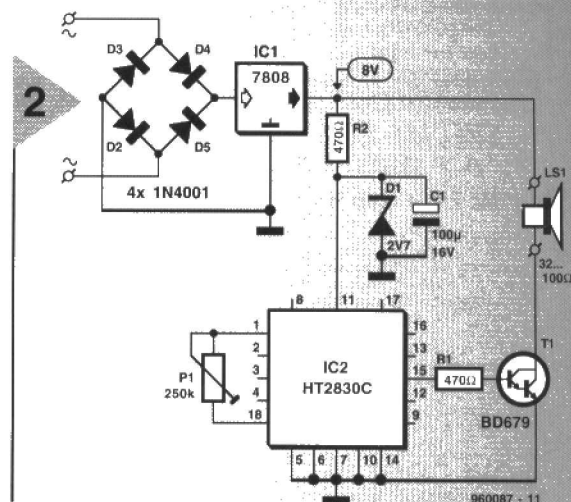 2
~
D3
D4
D2
D5
~
4x 1N4001
IC1
7808
8V
470Ω
R2
D1
2V7
C1
100µ
16V
LS1
32...
100Ω
8
11
17
1
2
3
4
18
16
13
15
12
9
IC2
HT2830C
P1
250k
R1
470Ω
T1
BD679
5
6
7
10
14
960087 - 11